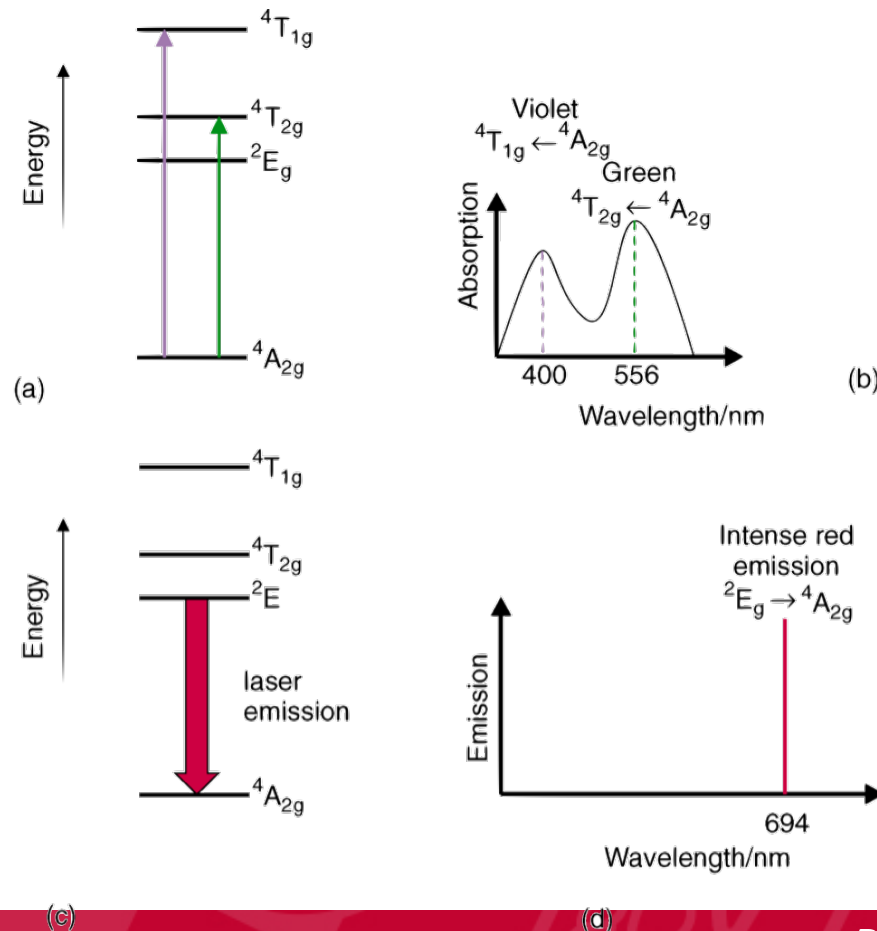 ⁴T₁g
⁴T₂g
²Eg
Energy
⁴A₂g
(a)
Violet
⁴T₁g ← ⁴A₂g
Green
⁴T₂g ← ⁴A₂g
Absorption
400
556
Wavelength/nm
(b)
⁴T₁g
⁴T₂g
²E
Energy
laser
emission
⁴A₂g
(c)
Intense red
emission
²Eg → ⁴A₂g
Emission
694
Wavelength/nm
(d)